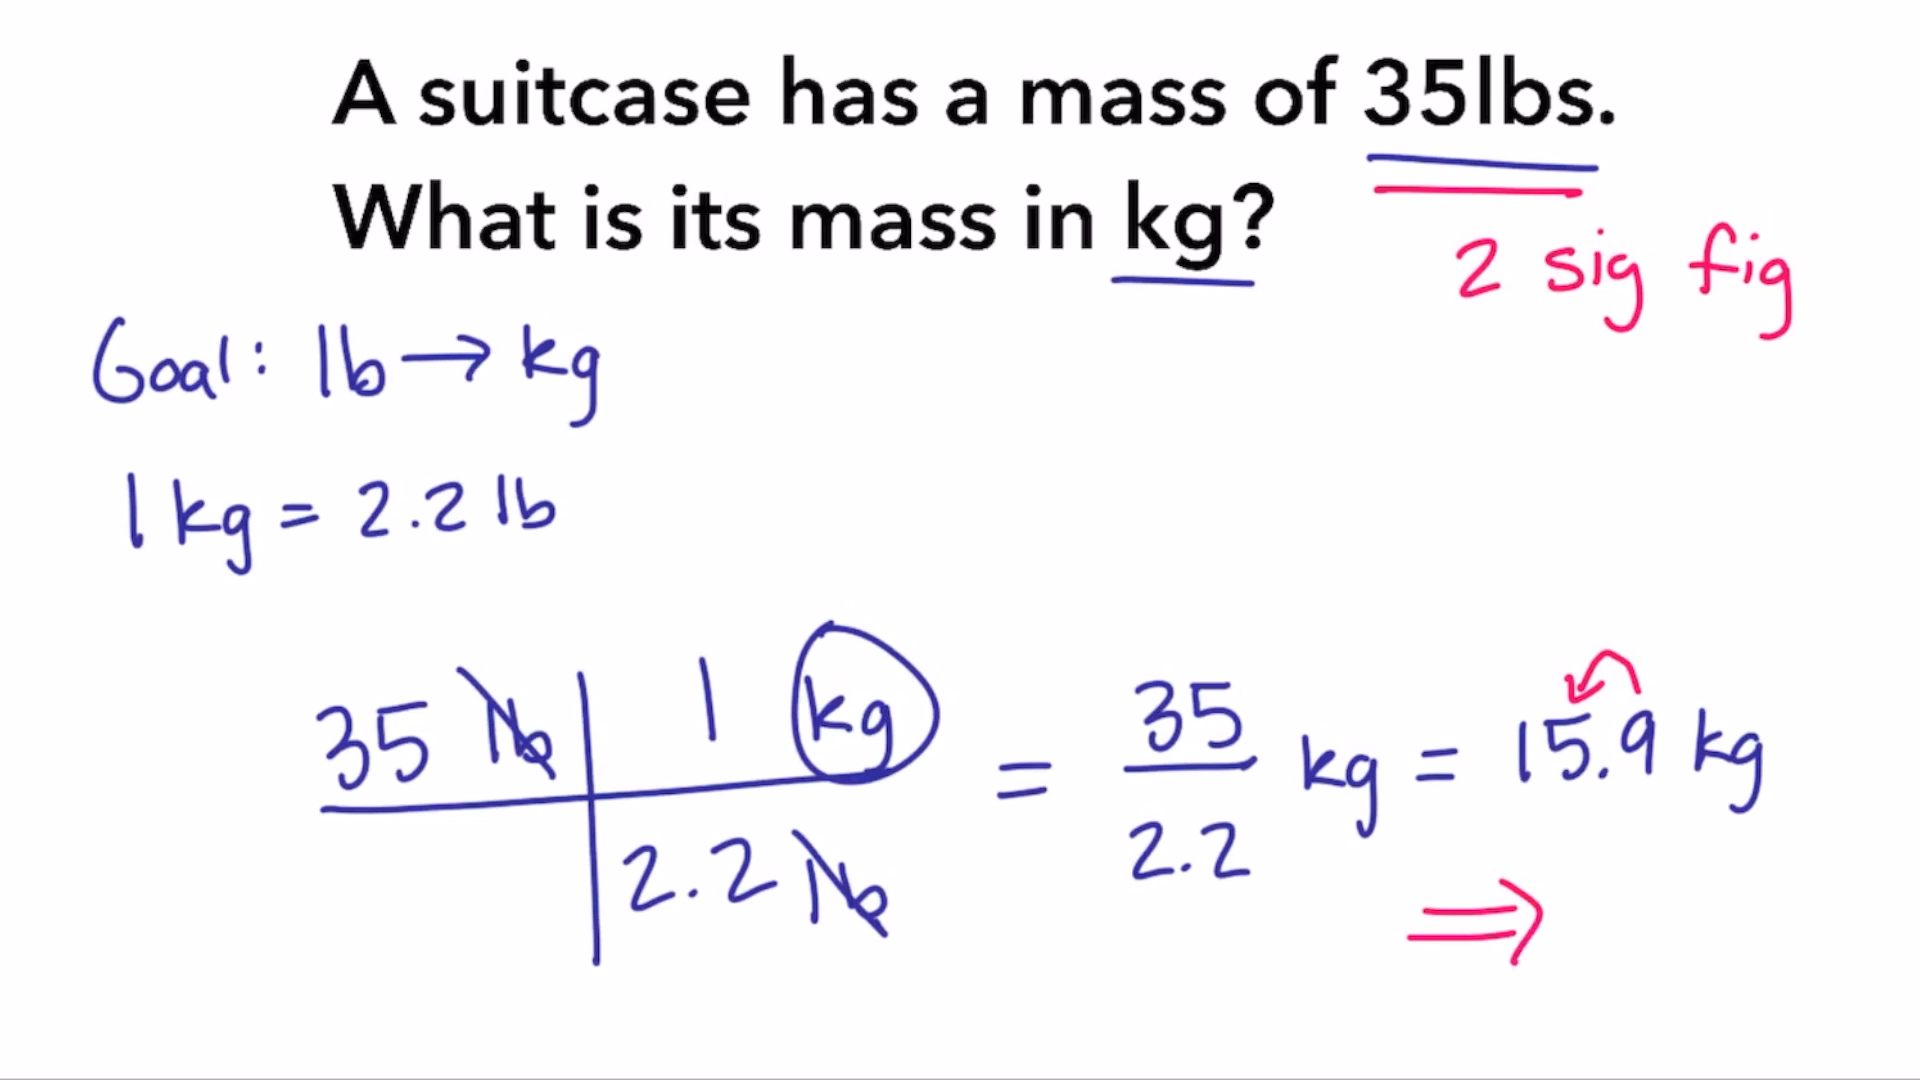 A suitcase has a mass of 35lbs.
What is its mass in kg?
2 sig fig
Goal: lb → kg
1 kg = 2.2 lb
35 lb | 1 kg = 35 kg = 15.9 kg
2.2 lb 2.2
⇒